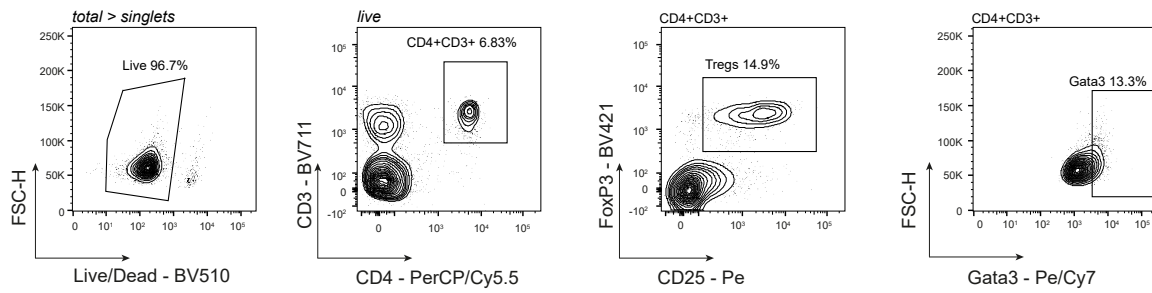 total > singlets
250K
200K
150K
100K
50K
0
Live 96.7%
0 10¹ 10² 10³ 10⁴ 10⁵
FSC-H
Live/Dead - BV510
live
10⁵
10⁴
10³
10²
0
-10²
CD4+CD3+ 6.83%
0 10³ 10⁴ 10⁵
CD3 - BV711
CD4 - PerCP/Cy5.5
CD4+CD3+
10⁵
10⁴
10³
10²
0
-10²
Tregs 14.9%
0 10³ 10⁴ 10⁵
FoxP3 - BV421
CD25 - Pe
CD4+CD3+
250K
200K
150K
100K
50K
0
Gata3 13.3%
0 10¹ 10² 10³ 10⁴ 10⁵
FSC-H
Gata3 - Pe/Cy7